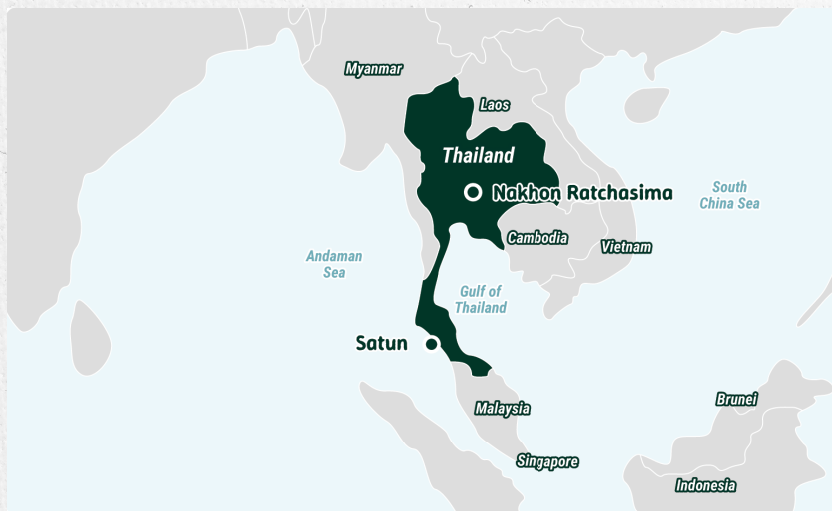 Myanmar
Laos
Thailand
Nakhon Ratchasima
South
China Sea
Cambodia
Vietnam
Andaman
Sea
Gulf of
Thailand
Satun
Brunei
Malaysia
Singapore
Indonesia